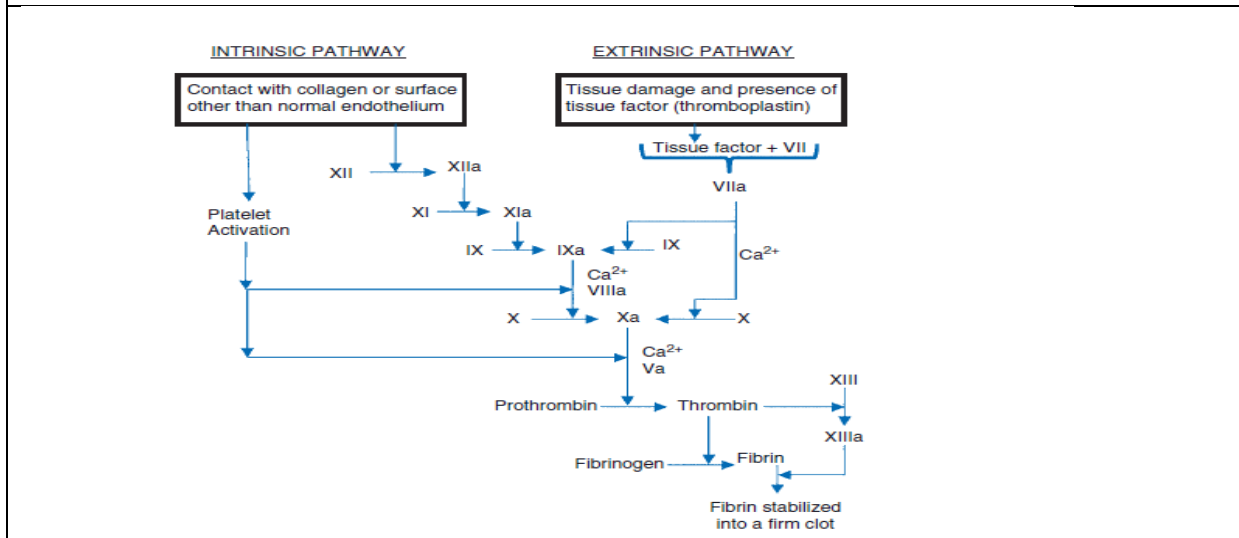 INTRINSIC PATHWAY
EXTRINSIC PATHWAY
Contact with collagen or surface
other than normal endothelium
Tissue damage and presence of
tissue factor (thromboplastin)
Tissue factor + VII
XII
XIIa
VIIa
Platelet
Activation
XI
XIa
IX
IXa
IX
Ca2+
Ca2+
VIIIa
X
Xa
X
Ca2+
Va
XIII
Prothrombin
Thrombin
XIIIa
Fibrinogen
Fibrin
Fibrin stabilized
into a firm clot